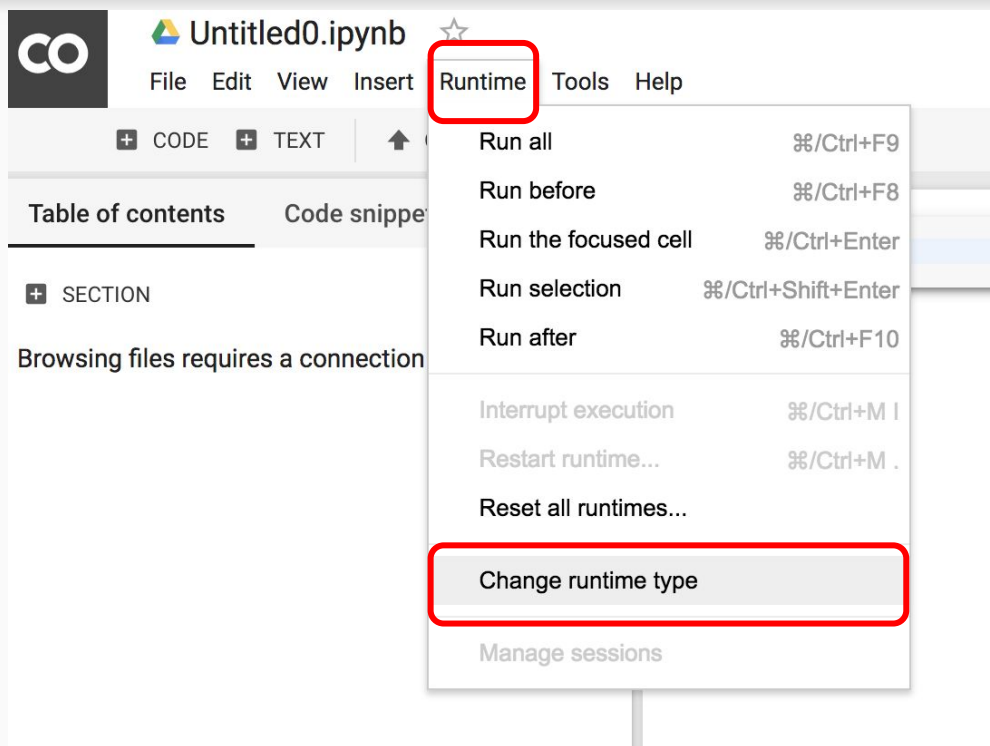 CO
Untitled0.ipynb
File Edit View Insert Runtime Tools Help
CODE TEXT
Table of contents Code snippe
SECTION
Browsing files requires a connection
Run all ⌘/Ctrl+F9
Run before ⌘/Ctrl+F8
Run the focused cell ⌘/Ctrl+Enter
Run selection ⌘/Ctrl+Shift+Enter
Run after ⌘/Ctrl+F10
Interrupt execution ⌘/Ctrl+M I
Restart runtime... ⌘/Ctrl+M .
Reset all runtimes...
Change runtime type
Manage sessions